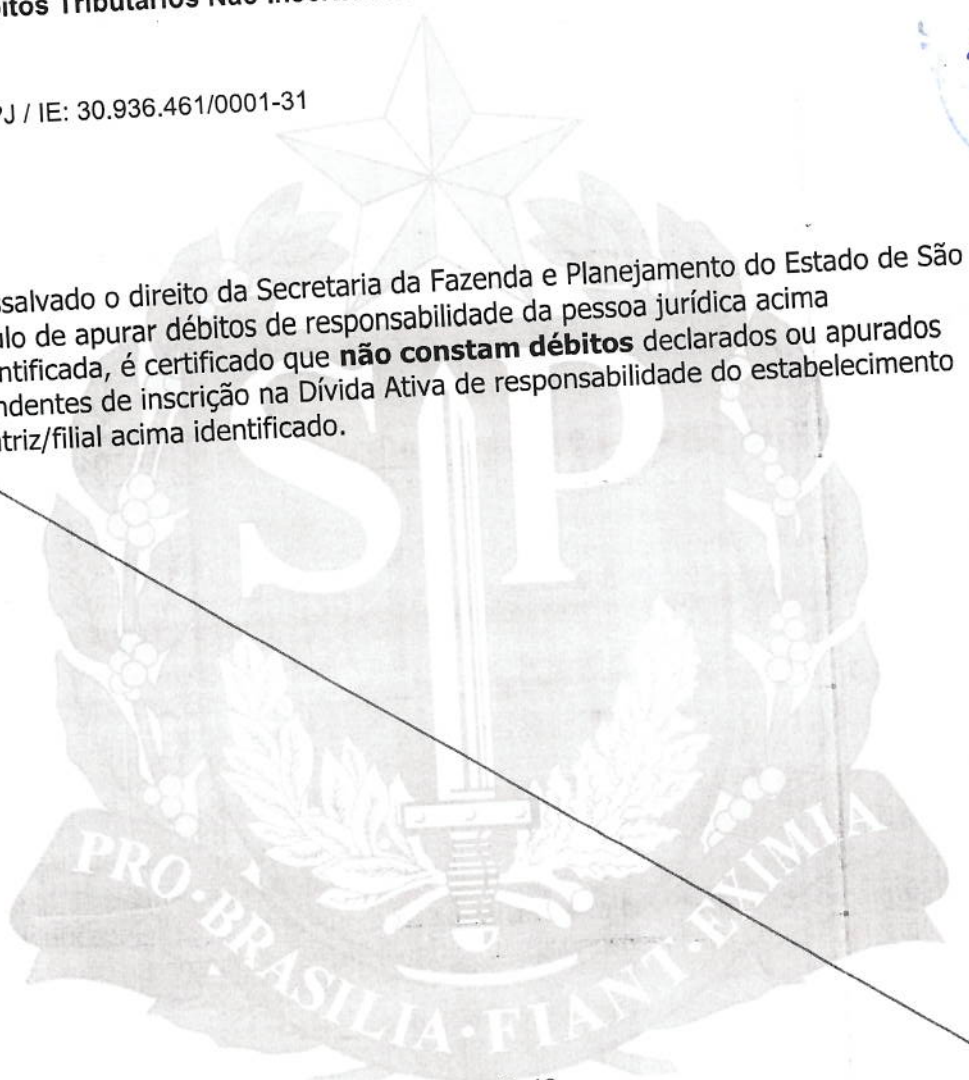 itos Tributários Não
PJ / IE: 30.936.461/0001-31
ssalvado o direito da Secretaria da Fazenda e Planejamento do Estado de São
ulo de apurar débitos de responsabilidade da pessoa jurídica acima
ntificada, é certificado que não constam débitos declarados ou apurados
ndentes de inscrição na Dívida Ativa de responsabilidade do estabelecimento
atriz/filial acima identificado.
SP
PRO·BRASILIA·FIANT·EXIMIA